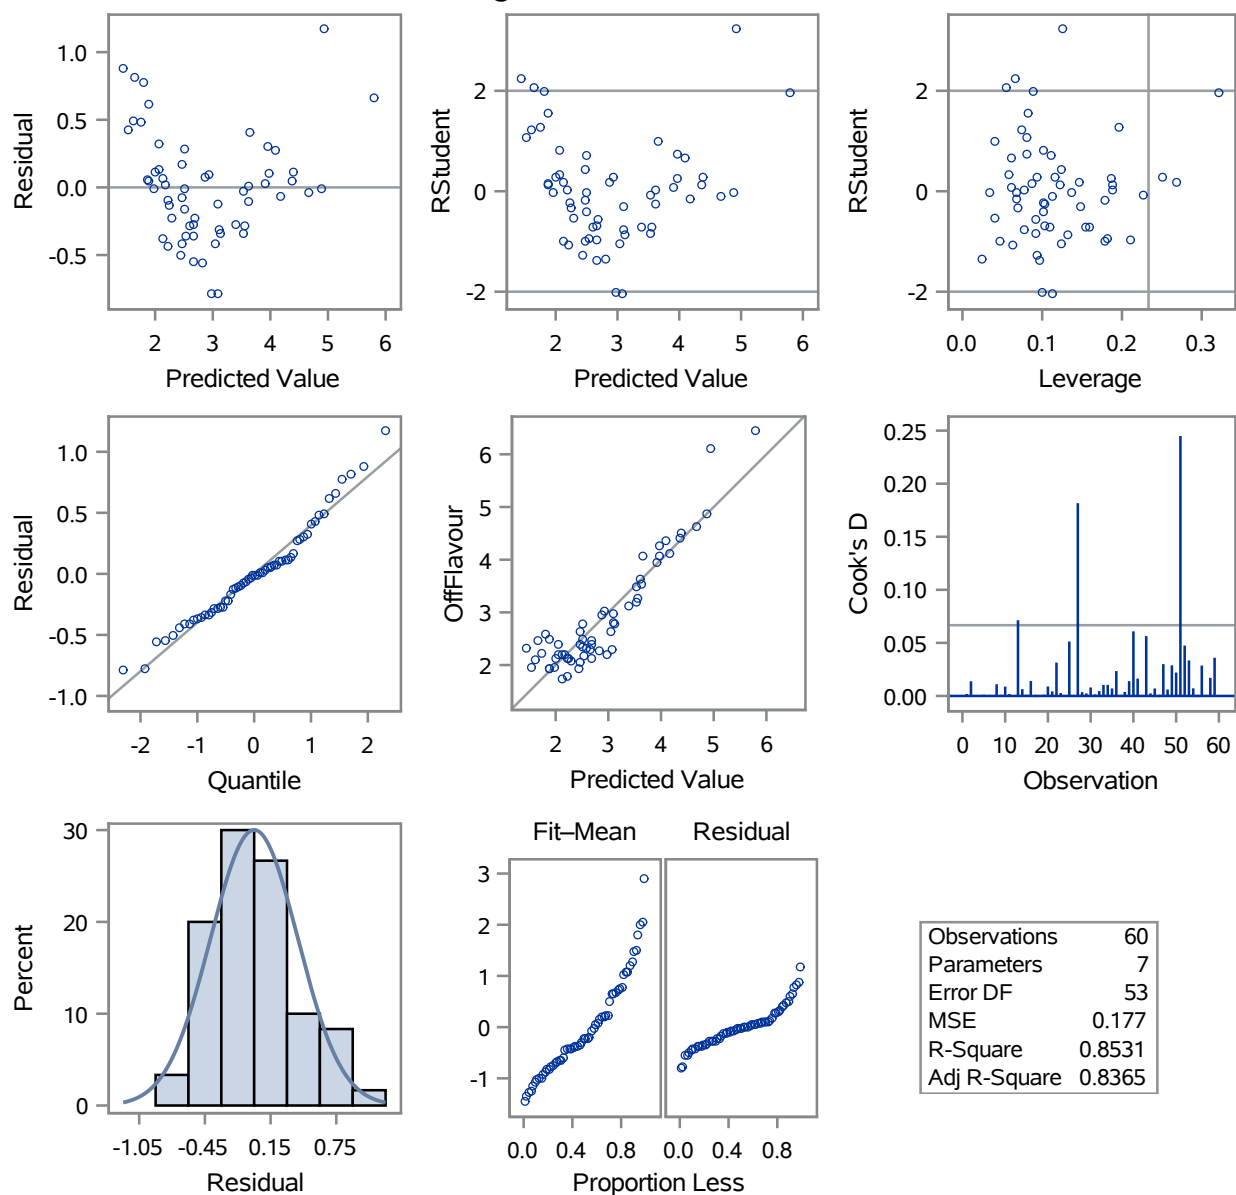 g
1.0
0.5
0.0
-0.5
Residual
2 3 4 5 6
Predicted Value
2
0
-2
RStudent
2 3 4 5 6
Predicted Value
2
0
-2
RStudent
0.0 0.1 0.2 0.3
Leverage
1.0
0.5
0.0
-0.5
-1.0
Residual
-2 -1 0 1 2
Quantile
6
5
4
3
2
OffFlavour
2 3 4 5 6
Predicted Value
0.25
0.20
0.15
0.10
0.05
0.00
Cook's D
0 10 20 30 40 50 60
Observation
30
20
10
0
Percent
-1.05 -0.45 0.15 0.75
Residual
Fit–Mean Residual
3
2
1
0
-1
0.0 0.4 0.8 0.0 0.4 0.8
Proportion Less
Observations 60
Parameters 7
Error DF 53
MSE 0.177
R-Square 0.8531
Adj R-Square 0.8365